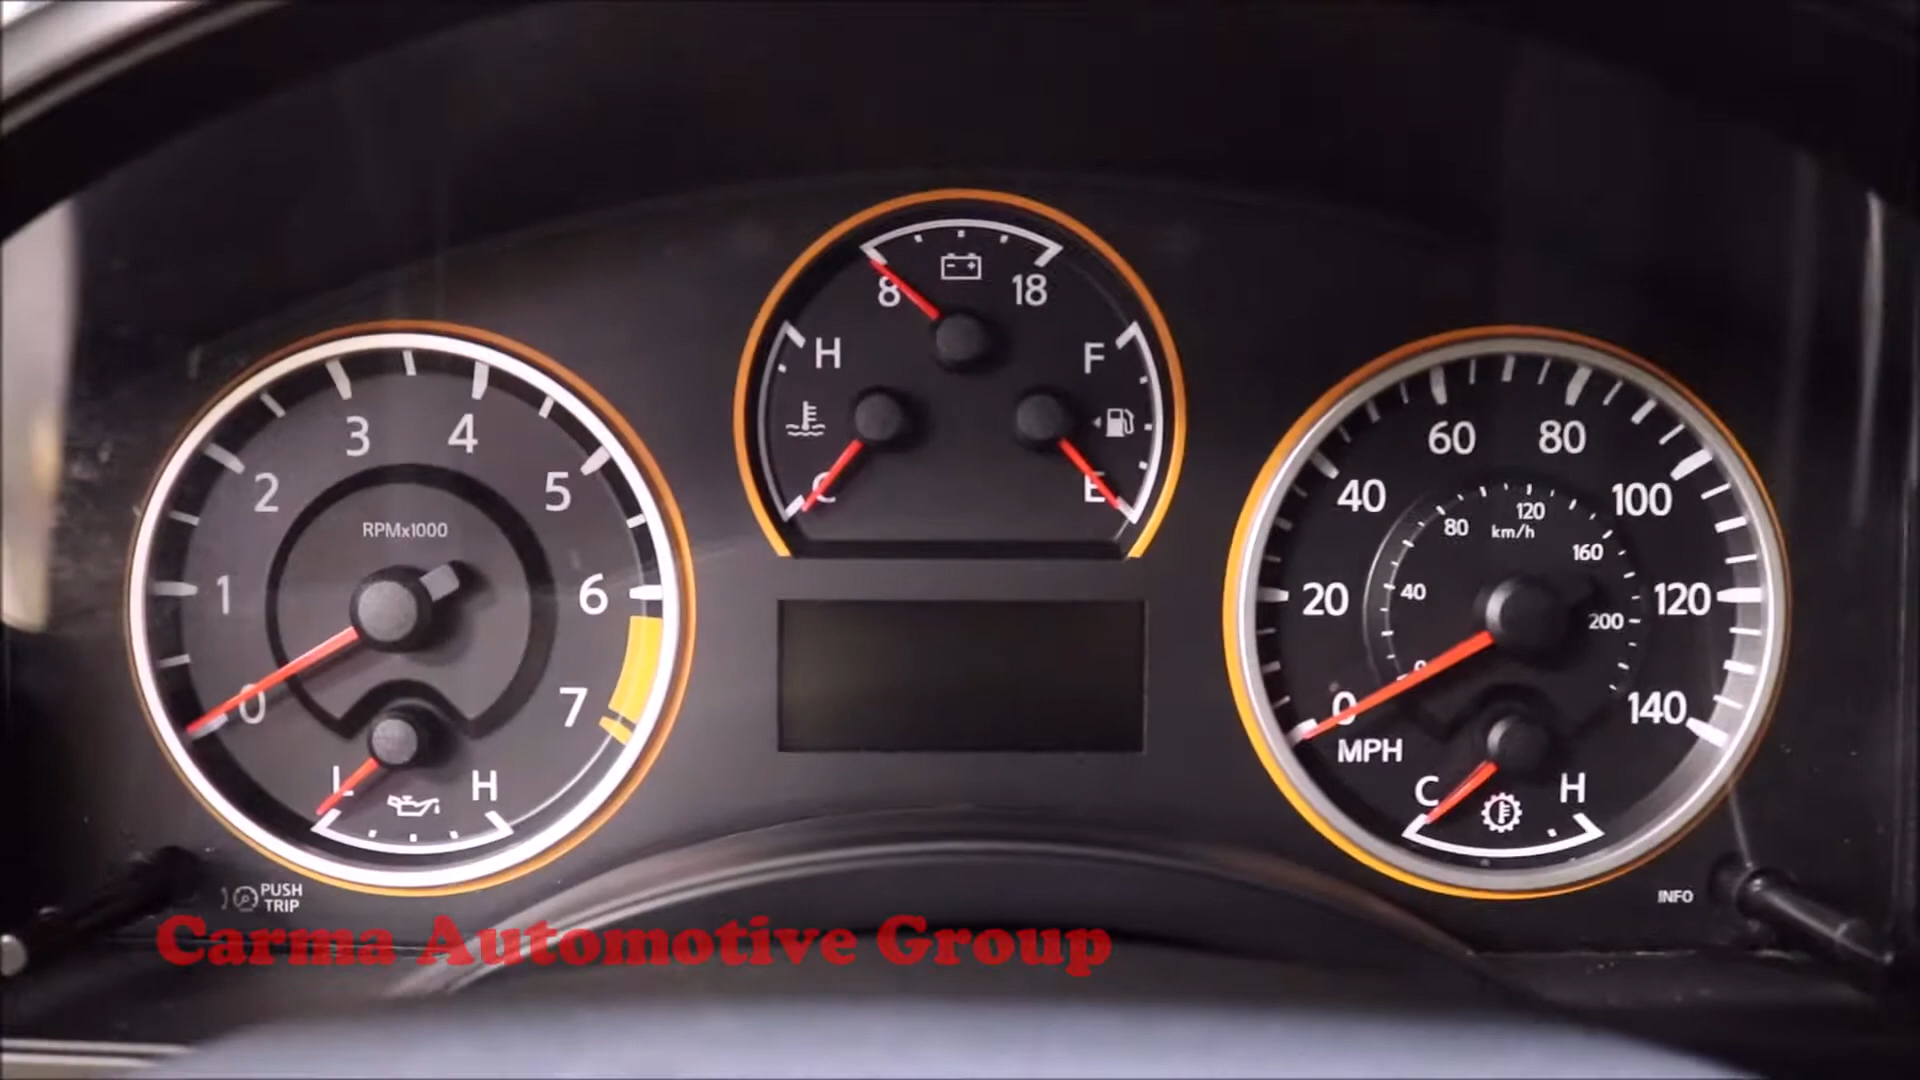 8 18
H F
C E
0 1 2 3 4 5 6 7
RPMx1000
L H
0 20 40 60 80 100 120 140
0 40 80 120 160 200
km/h
MPH
C H
PUSH
TRIP
INFO
Carma Automotive Group